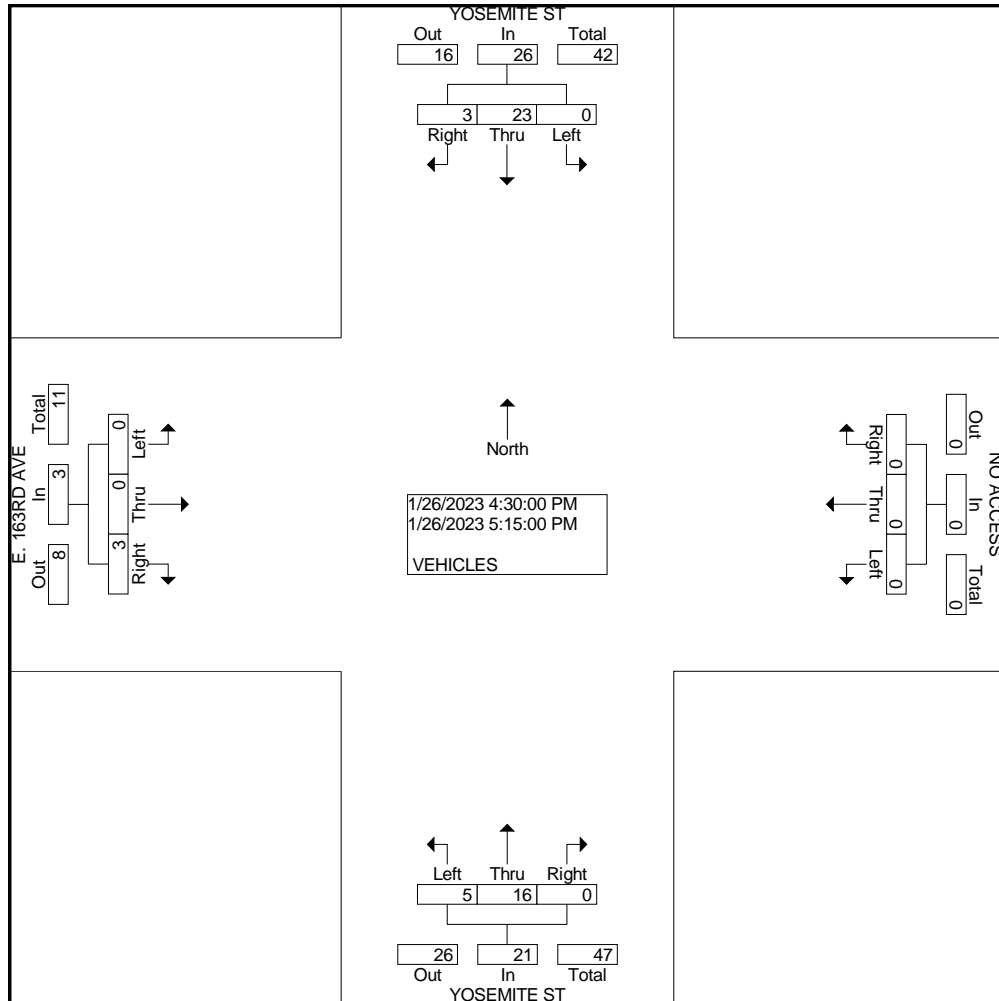 YOSEMITE ST
Out In Total
16 26 42
3 23 0
Right Thru Left
E. 163RD AVE
Total In Out
11 3 8
0 0 3
Left Thru Right
North
1/26/2023 4:30:00 PM
1/26/2023 5:15:00 PM
VEHICLES
Right Thru Left
0 0 0
Out In Total
0 0 0
NO ACCESS
Left Thru Right
5 16 0
26 21 47
Out In Total
YOSEMITE ST